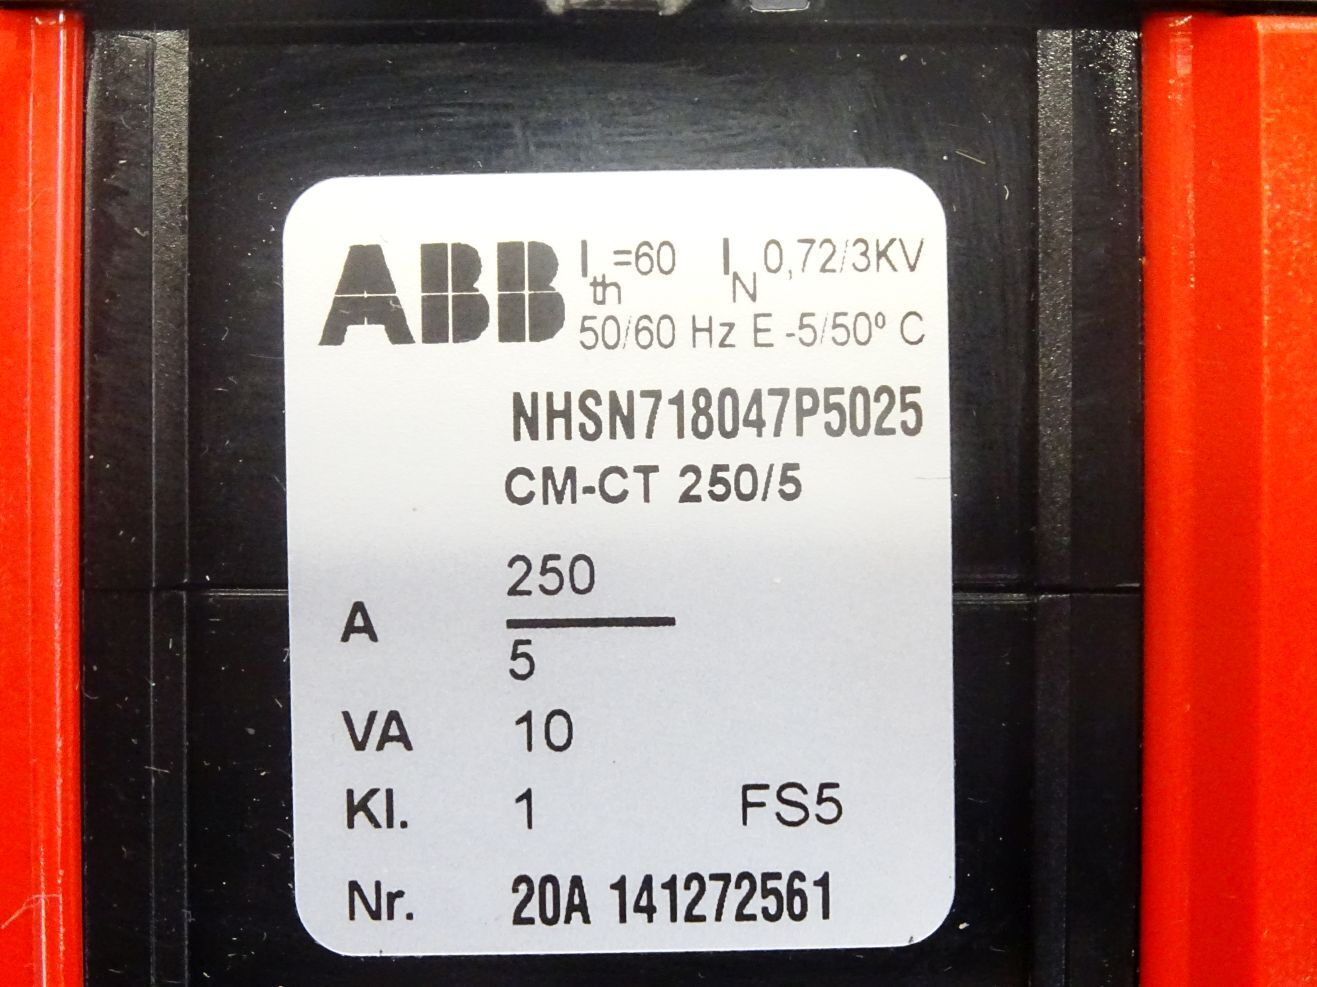 ABB
Ith=60 IN 0,72/3KV
50/60 Hz E -5/50º C
NHSN718047P5025
CM-CT 250/5
A 250/5
VA 10
Kl. 1 FS5
Nr. 20A 141272561